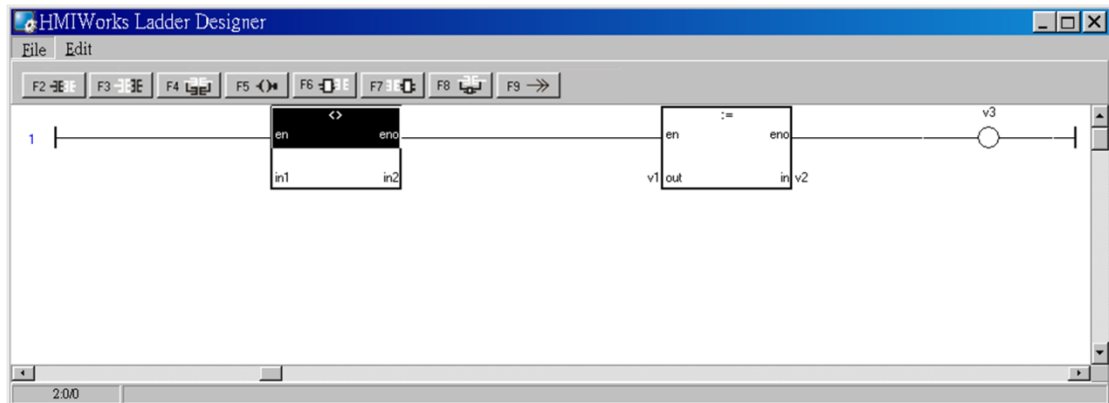 HMIWorks Ladder Designer
File Edit
F2 F3 F4 F5 F6 F7 F8 F9
<> := v3
1 en eno en eno
in1 in2 v1 out in v2
2:0/0